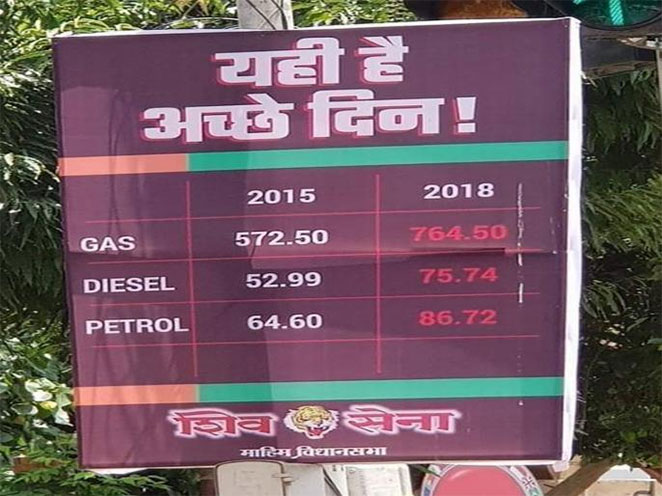 यही है
अच्छे दिन!
2015 2018
GAS 572.50 764.50
DIESEL 52.99 75.74
PETROL 64.60 86.72
शिव सेना
माहिम विधानसभा